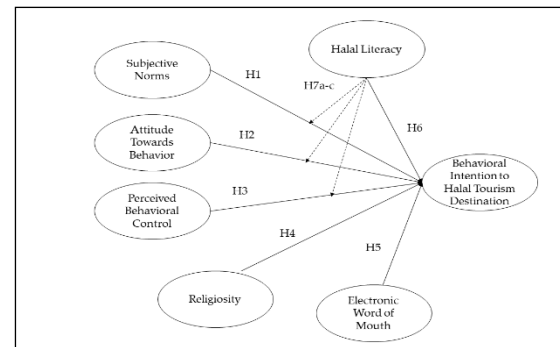 Halal Literacy
Subjective
Norms
H1
H7a-c
Attitude
Towards
Behavior
H2
H6
Behavioral
Intention to
Halal Tourism
Destination
Perceived
Behavioral
Control
H3
H4
H5
Religiosity
Electronic
Word of
Mouth